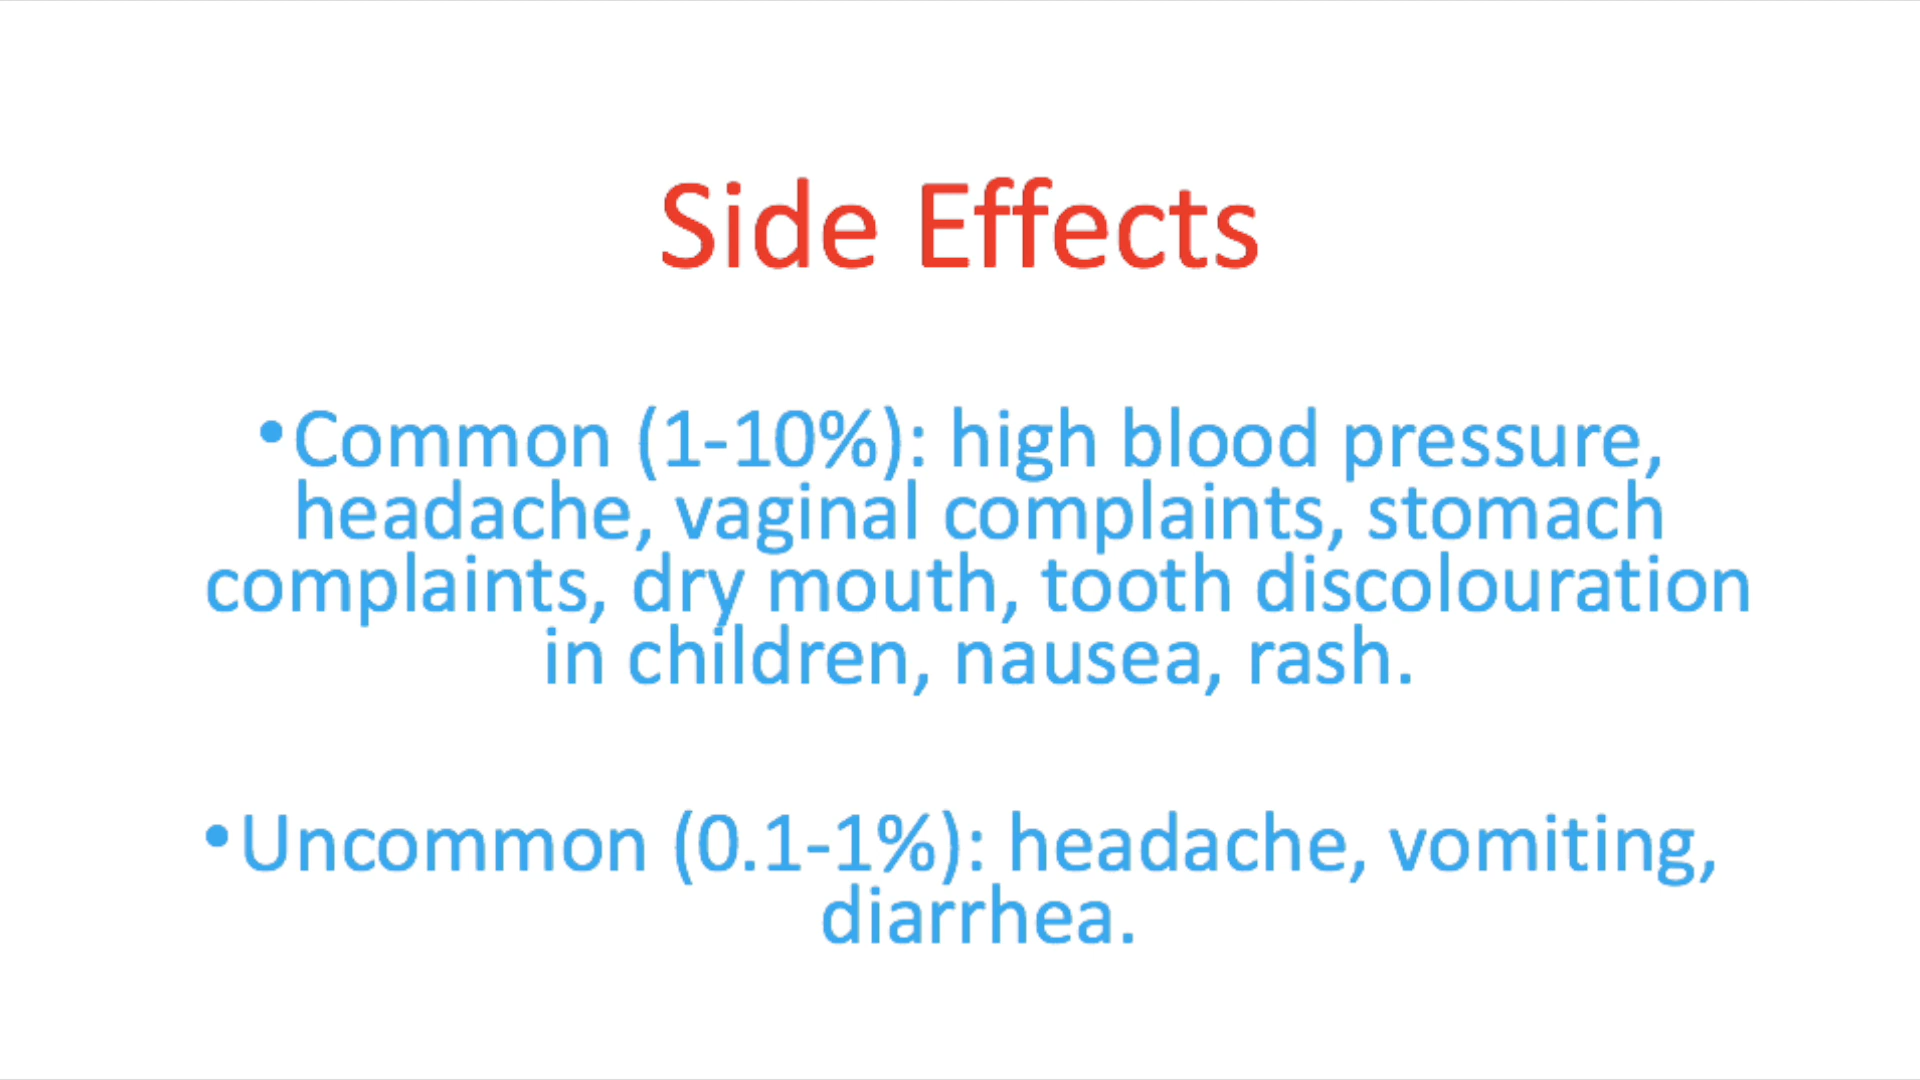 Side Effects
•Common (1-10%): high blood pressure,
headache, vaginal complaints, stomach
complaints, dry mouth, tooth discolouration
in children, nausea, rash.
•Uncommon (0.1-1%): headache, vomiting,
diarrhea.